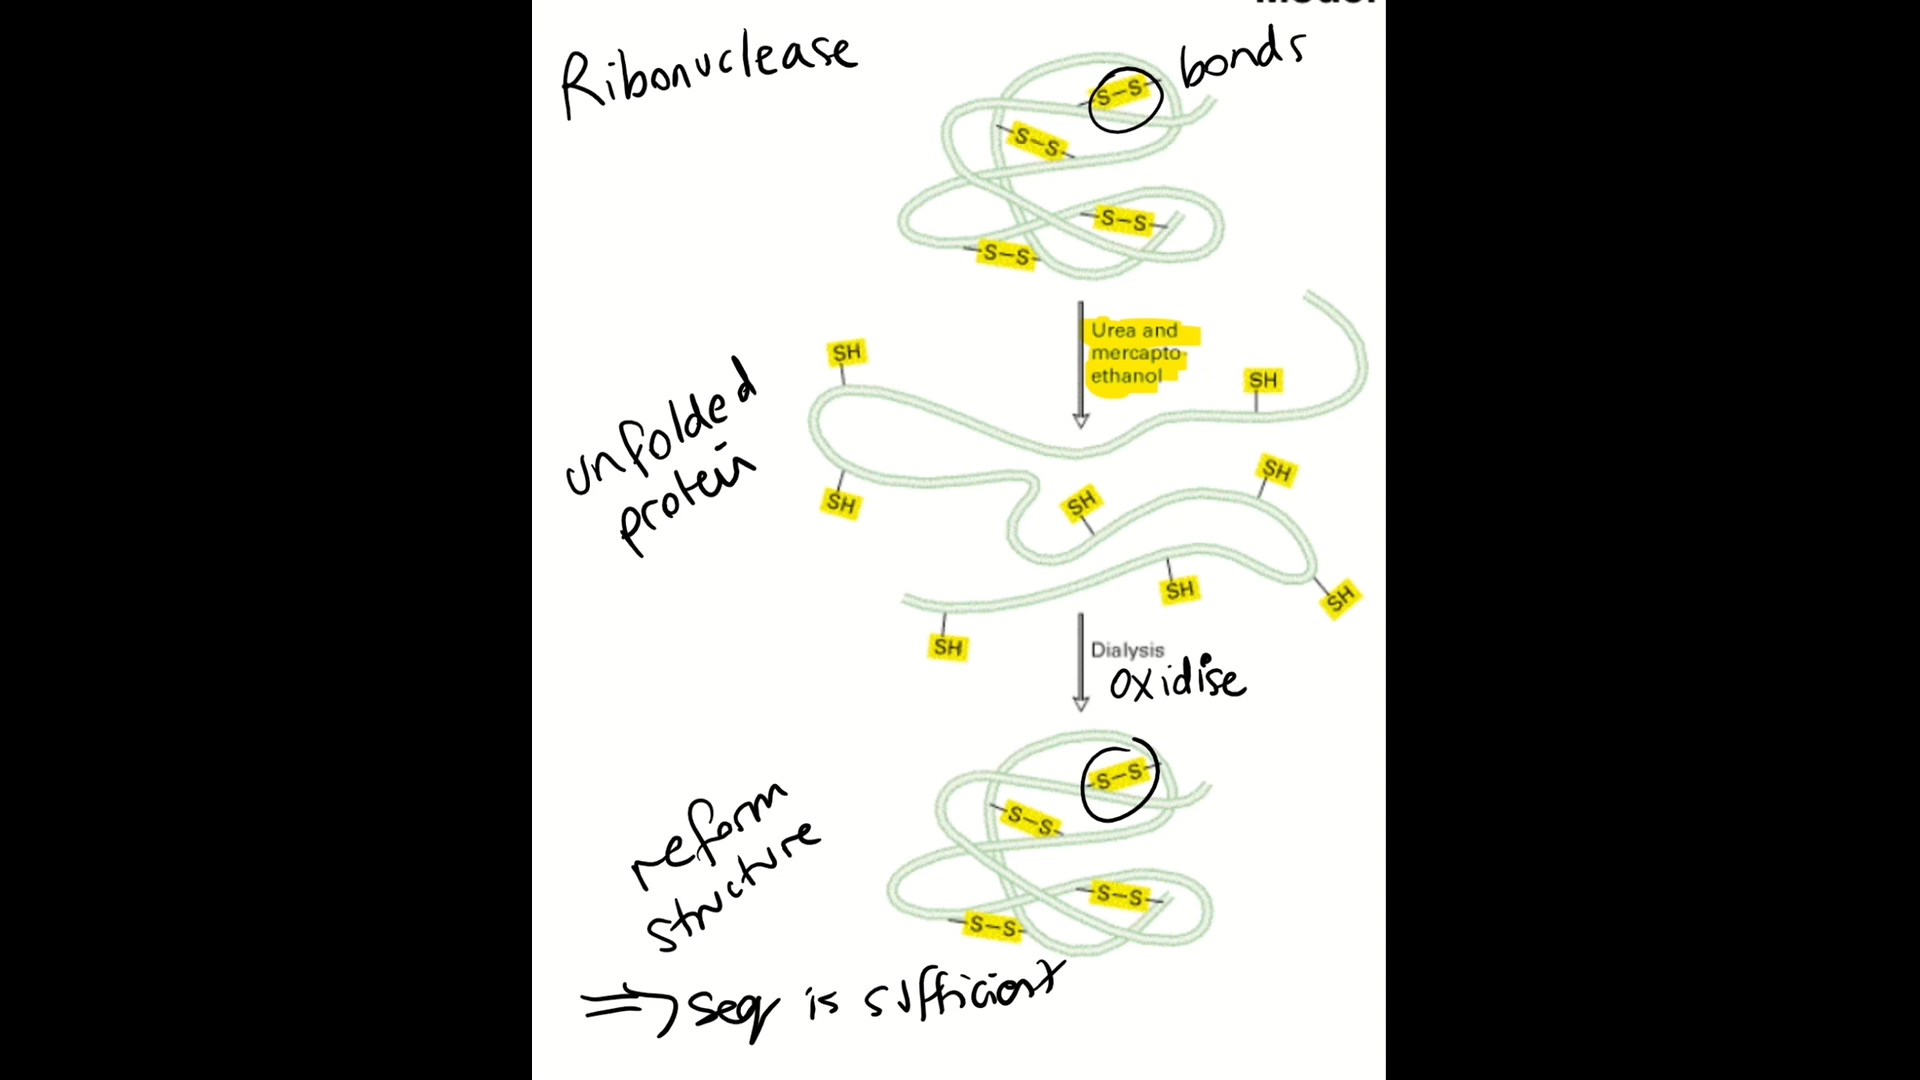 Ribonuclease
bonds
S-S
S-S
S-S
S-S
Urea and
mercapto-
ethanol
unfolded
protein
SH
SH
SH
SH
SH
SH
SH
SH
Dialysis
oxidise
S-S
S-S
S-S
S-S
reform
structure
⇒ seq is sufficient